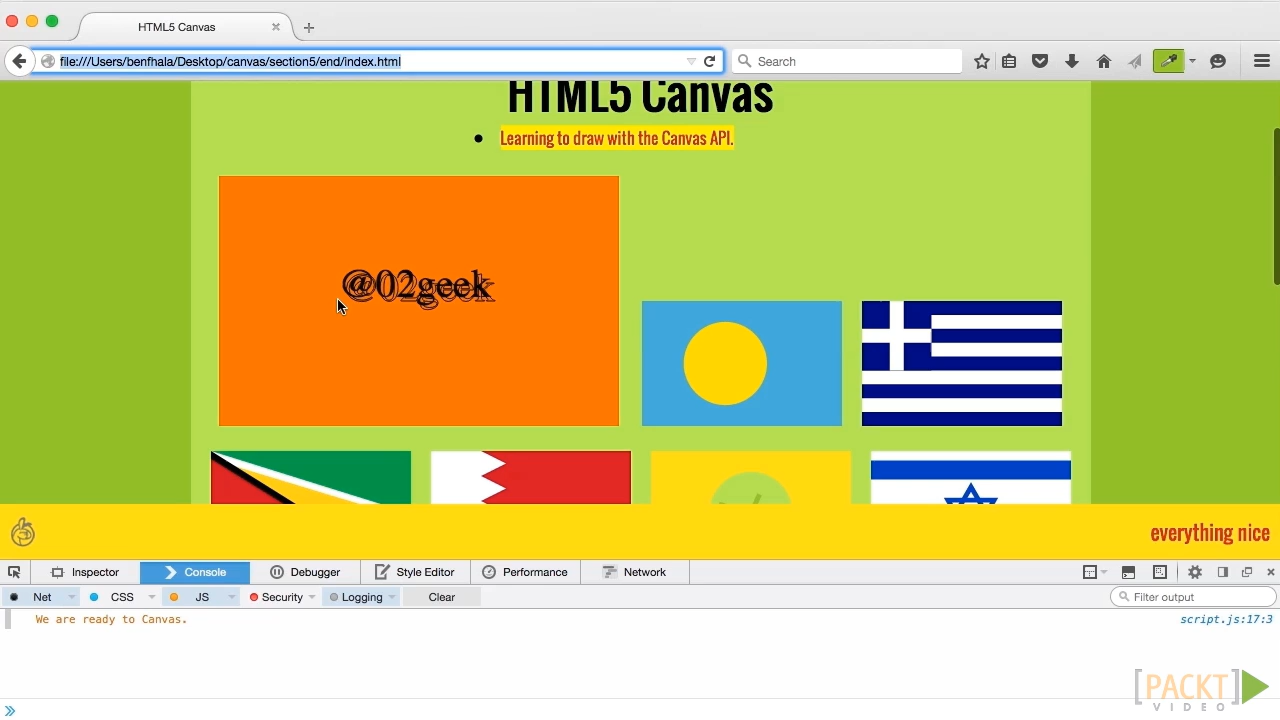 HTML5 Canvas
file:///Users/benfhala/Desktop/canvas/section5/end/index.html
Search
HTML5 Canvas
Learning to draw with the Canvas API.
@02geek
everything nice
Inspector Console Debugger Style Editor Performance Network
Net CSS JS Security Logging Clear Filter output
We are ready to Canvas. script.js:17:3
PACKT
VIDEO